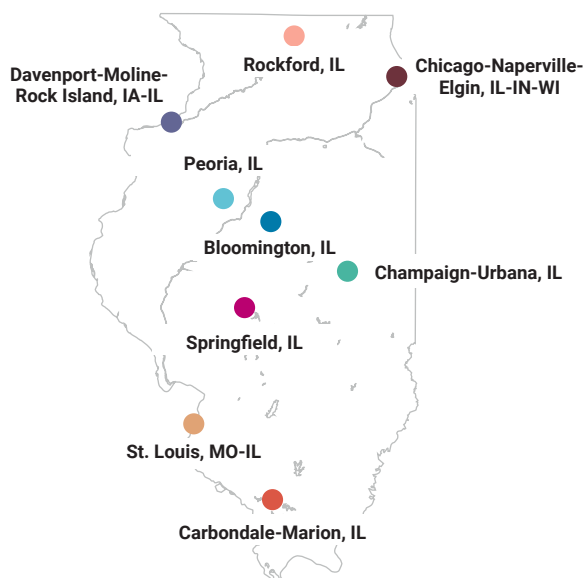 Rockford, IL
Chicago-Naperville-
Elgin, IL-IN-WI
Davenport-Moline-
Rock Island, IA-IL
Peoria, IL
Bloomington, IL
Champaign-Urbana, IL
Springfield, IL
St. Louis, MO-IL
Carbondale-Marion, IL